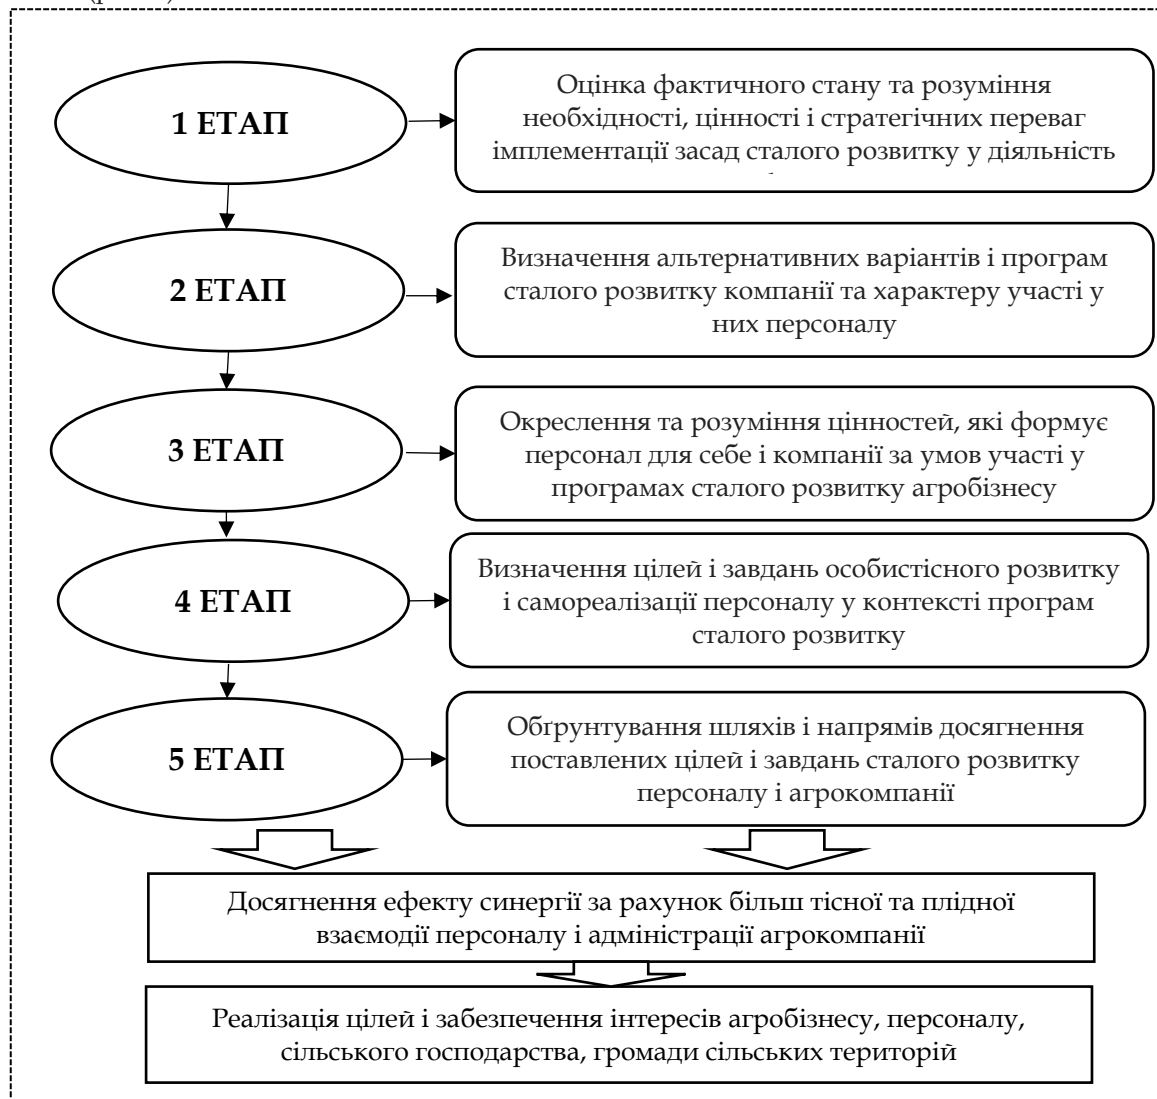 1 ЕТАП
Оцінка фактичного стану та розуміння
необхідності, цінності і стратегічних переваг
імплементації засад сталого розвитку у діяльність
2 ЕТАП
Визначення альтернативних варіантів і програм
сталого розвитку компанії та характеру участі у
них персоналу
3 ЕТАП
Окреслення та розуміння цінностей, які формує
персонал для себе і компанії за умов участі у
програмах сталого розвитку агробізнесу
4 ЕТАП
Визначення цілей і завдань особистісного розвитку
і самореалізації персоналу у контексті програм
сталого розвитку
5 ЕТАП
Обґрунтування шляхів і напрямів досягнення
поставлених цілей і завдань сталого розвитку
персоналу і агрокомпанії
Досягнення ефекту синергії за рахунок більш тісної та плідної
взаємодії персоналу і адміністрації агрокомпанії
Реалізація цілей і забезпечення інтересів агробізнесу, персоналу,
сільського господарства, громади сільських територій